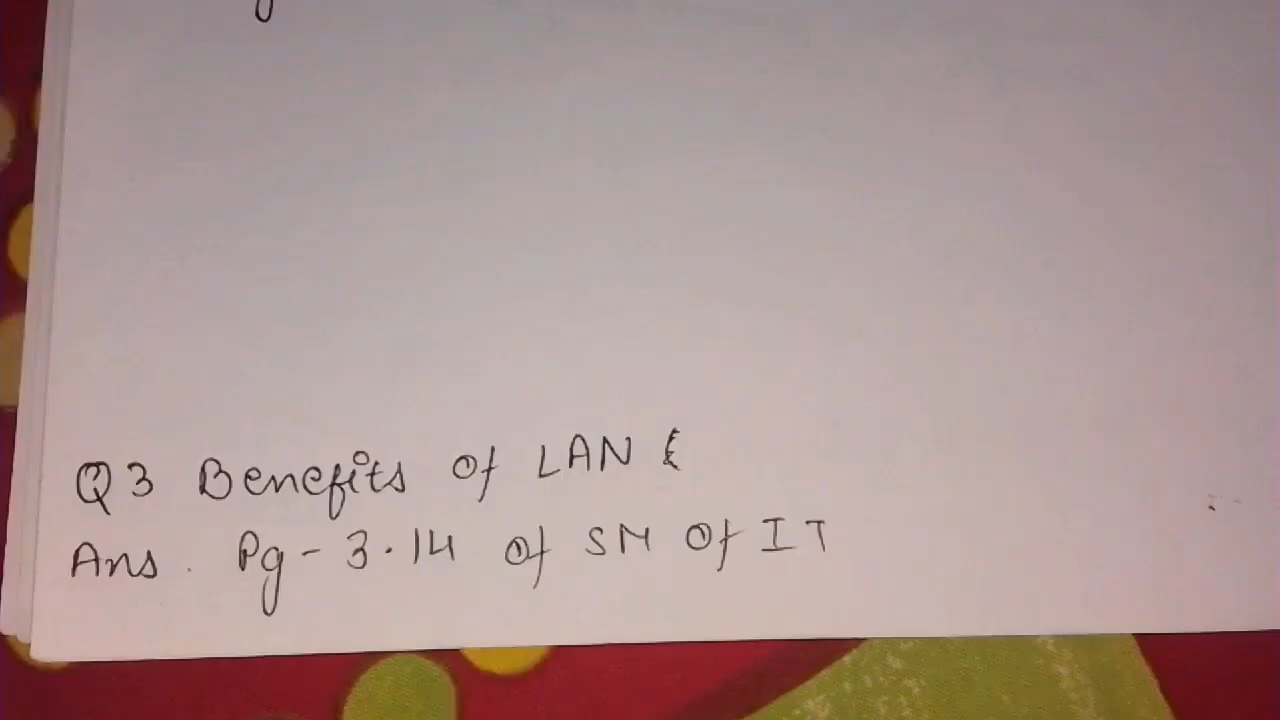 Q3 Benefits of LAN &
Ans. Pg - 3.14 of SM of IT